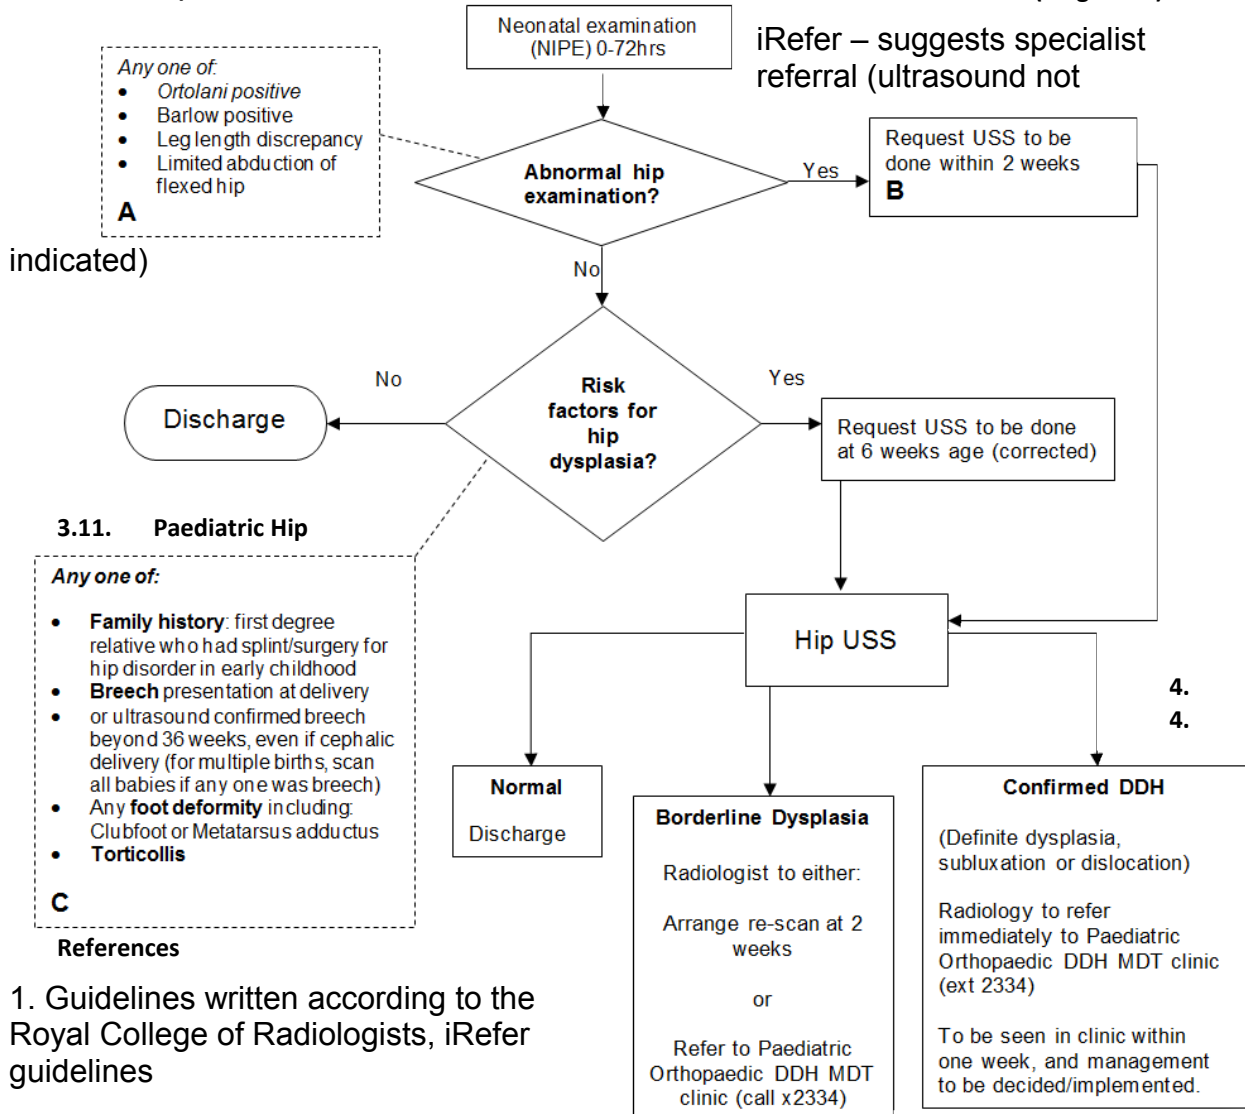 Neonatal examination
(NIPE) 0-72hrs
iRefer – suggests specialist
referral (ultrasound not
indicated)
Any one of:
• Ortolani positive
• Barlow positive
• Leg length discrepancy
• Limited abduction of
flexed hip
A
Abnormal hip
examination?
Yes
Request USS to be
done within 2 weeks
B
No
Risk
factors for
hip
dysplasia?
No
Discharge
Yes
Request USS to be done
at 6 weeks age (corrected)
3.11. Paediatric Hip
Any one of:
• Family history: first degree
relative who had splint/surgery for
hip disorder in early childhood
• Breech presentation at delivery
• or ultrasound confirmed breech
beyond 36 weeks, even if cephalic
delivery (for multiple births, scan
all babies if any one was breech)
• Any foot deformity including:
Clubfoot or Metatarsus adductus
• Torticollis
C
Hip USS
4.
4.
Normal
Discharge
Borderline Dysplasia
Radiologist to either:
Arrange re-scan at 2
weeks
or
Refer to Paediatric
Orthopaedic DDH MDT
clinic (call x2334)
Confirmed DDH
(Definite dysplasia,
subluxation or dislocation)
Radiology to refer
immediately to Paediatric
Orthopaedic DDH MDT clinic
(ext 2334)
To be seen in clinic within
one week, and management
to be decided/implemented.
References
1. Guidelines written according to the
Royal College of Radiologists, iRefer
guidelines